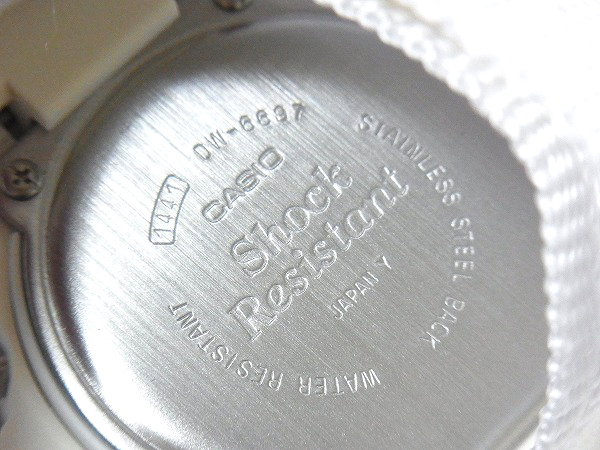 DW-6697
1441
CASIO
Shock
Resistant
JAPAN Y
STAINLESS STEEL BACK
WATER RESISTANT